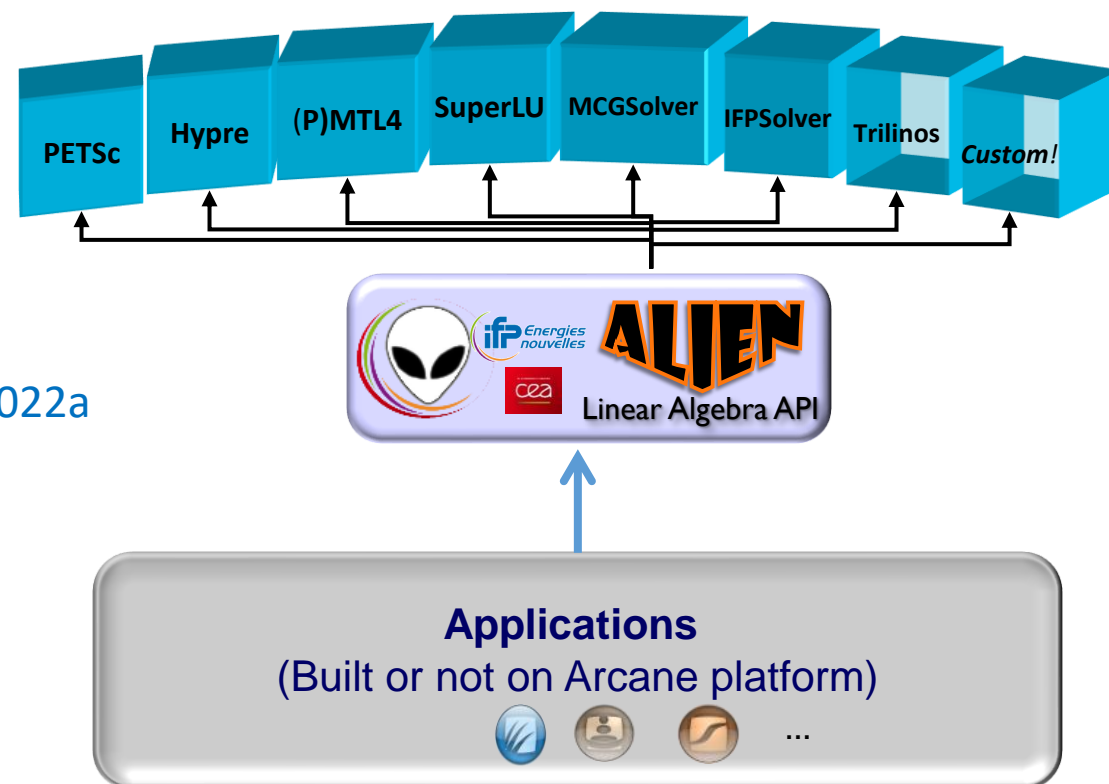 PETSc
Hypre
(P)MTL4
SuperLU
MCGSolver
IFPSolver
Trilinos
Custom!
ifp Energies
nouvelles
cea
ALIEN
Linear Algebra API
022a
Applications
(Built or not on Arcane platform)
...